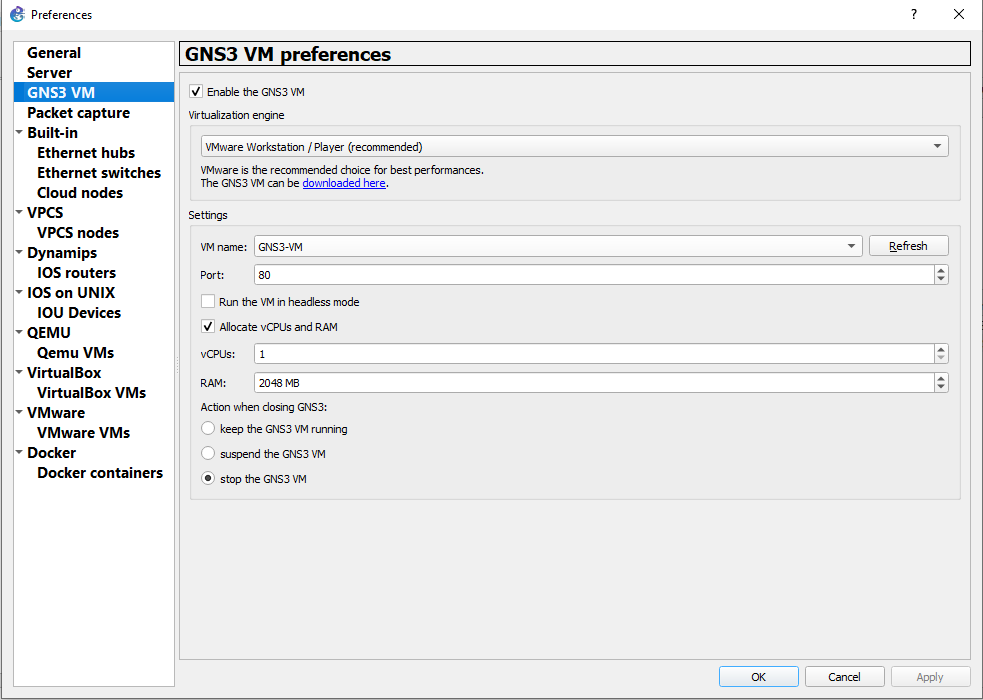 Preferences
?
General
Server
GNS3 VM
Packet capture
Built-in
Ethernet hubs
Ethernet switches
Cloud nodes
VPCS
VPCS nodes
Dynamips
IOS routers
IOS on UNIX
IOU Devices
QEMU
Qemu VMs
VirtualBox
VirtualBox VMs
VMware
VMware VMs
Docker
Docker containers
GNS3 VM preferences
Enable the GNS3 VM
Virtualization engine
VMware Workstation / Player (recommended)
VMware is the recommended choice for best performances.
The GNS3 VM can be downloaded here.
Settings
VM name: GNS3-VM Refresh
Port: 80
Run the VM in headless mode
Allocate vCPUs and RAM
vCPUs: 1
RAM: 2048 MB
Action when closing GNS3:
keep the GNS3 VM running
suspend the GNS3 VM
stop the GNS3 VM
OK Cancel Apply